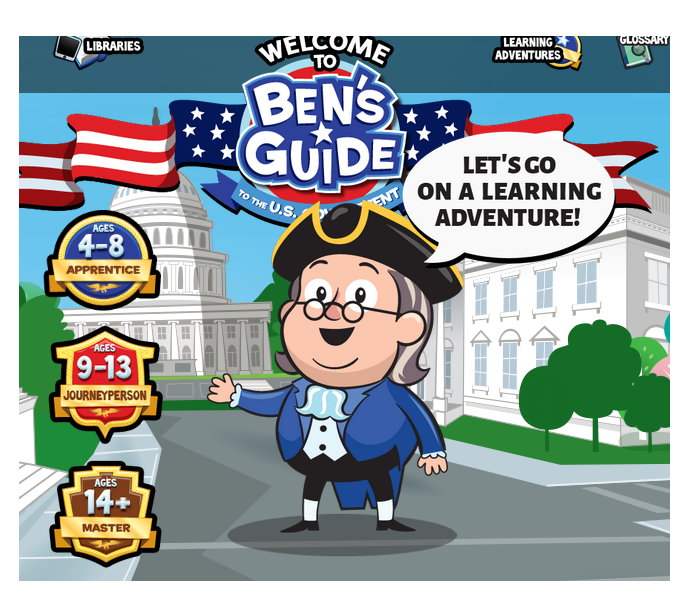 LIBRARIES
LEARNING
ADVENTURES
GLOSSARY
WELCOME
TO
BEN'S
GUIDE
TO THE U.S.
LET'S GO
ON A LEARNING
ADVENTURE!
AGES
4-8
APPRENTICE
AGES
9-13
JOURNEYPERSON
AGES
14+
MASTER